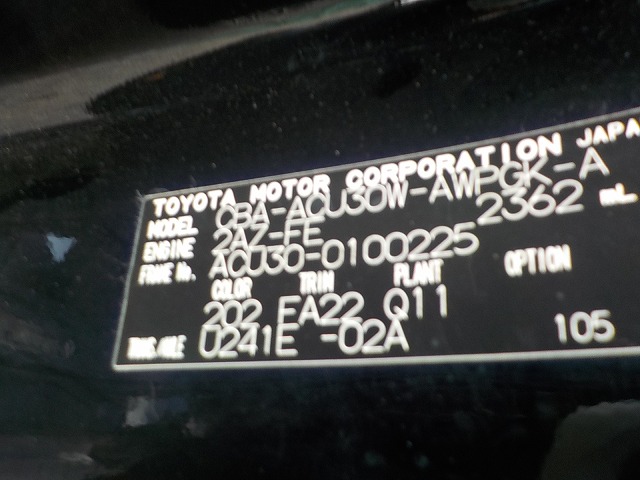 TOYOTA MOTOR CORPORATION JAPA
MODEL CBA-ACU30W-AWPGK-A
ENGINE 2AZ-FE 2362 mL
FRAME No. ACU30-0100225
COLOR TRIM PLANT OPTION
202 EA22 Q11
TRANS./AXLE U241E -02A 105